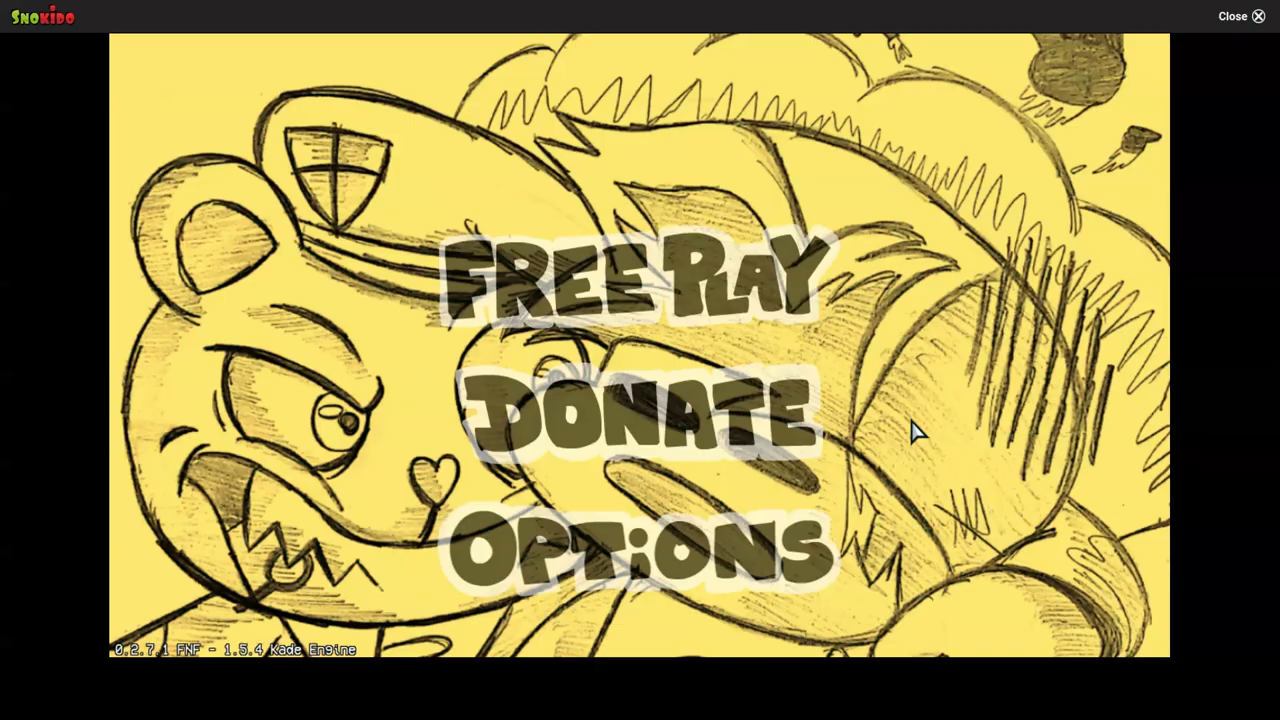 SNOKIDO
Close
FREE PLAY
DONATE
OPTiONS
0.2.7.1 FNF - 1.5.4 Kade Engine